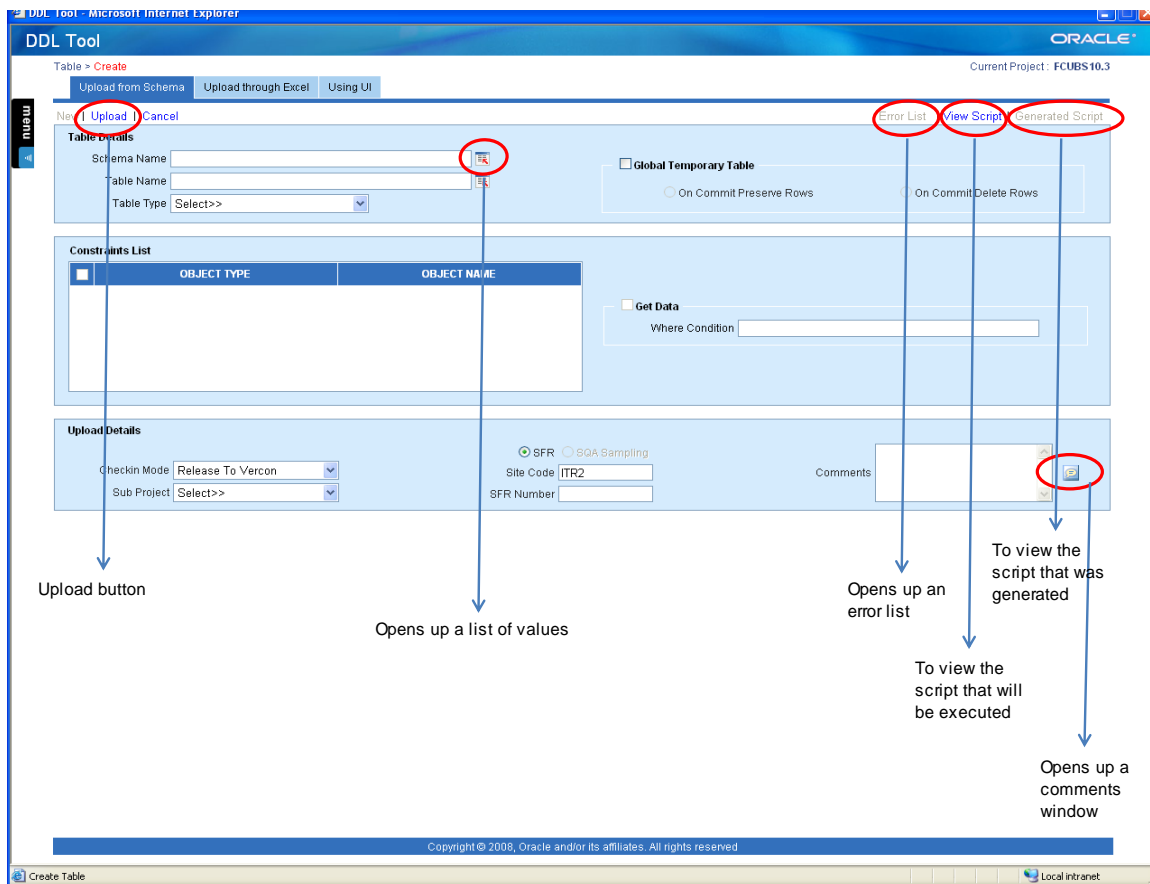 DDL Tool - Microsoft Internet Explorer
DDL Tool
ORACLE
Table > Create
Current Project : FCUBS10.3
Upload from Schema
Upload through Excel
Using UI
menu
New | Upload | Cancel
Error List | View Script | Generated Script
Table Details
Schema Name
Table Name
Table Type Select>>
Global Temporary Table
On Commit Preserve Rows
On Commit Delete Rows
Constraints List
OBJECT TYPE
OBJECT NAME
Get Data
Where Condition
Upload Details
SFR
SQA Sampling
Checkin Mode Release To Vercon
Site Code ITR2
Comments
Sub Project Select>>
SFR Number
Upload button
Opens up a list of values
Opens up an
error list
To view the
script that was
generated
To view the
script that will
be executed
Opens up a
comments
window
Copyright © 2008, Oracle and/or its affiliates. All rights reserved
Create Table
Local intranet